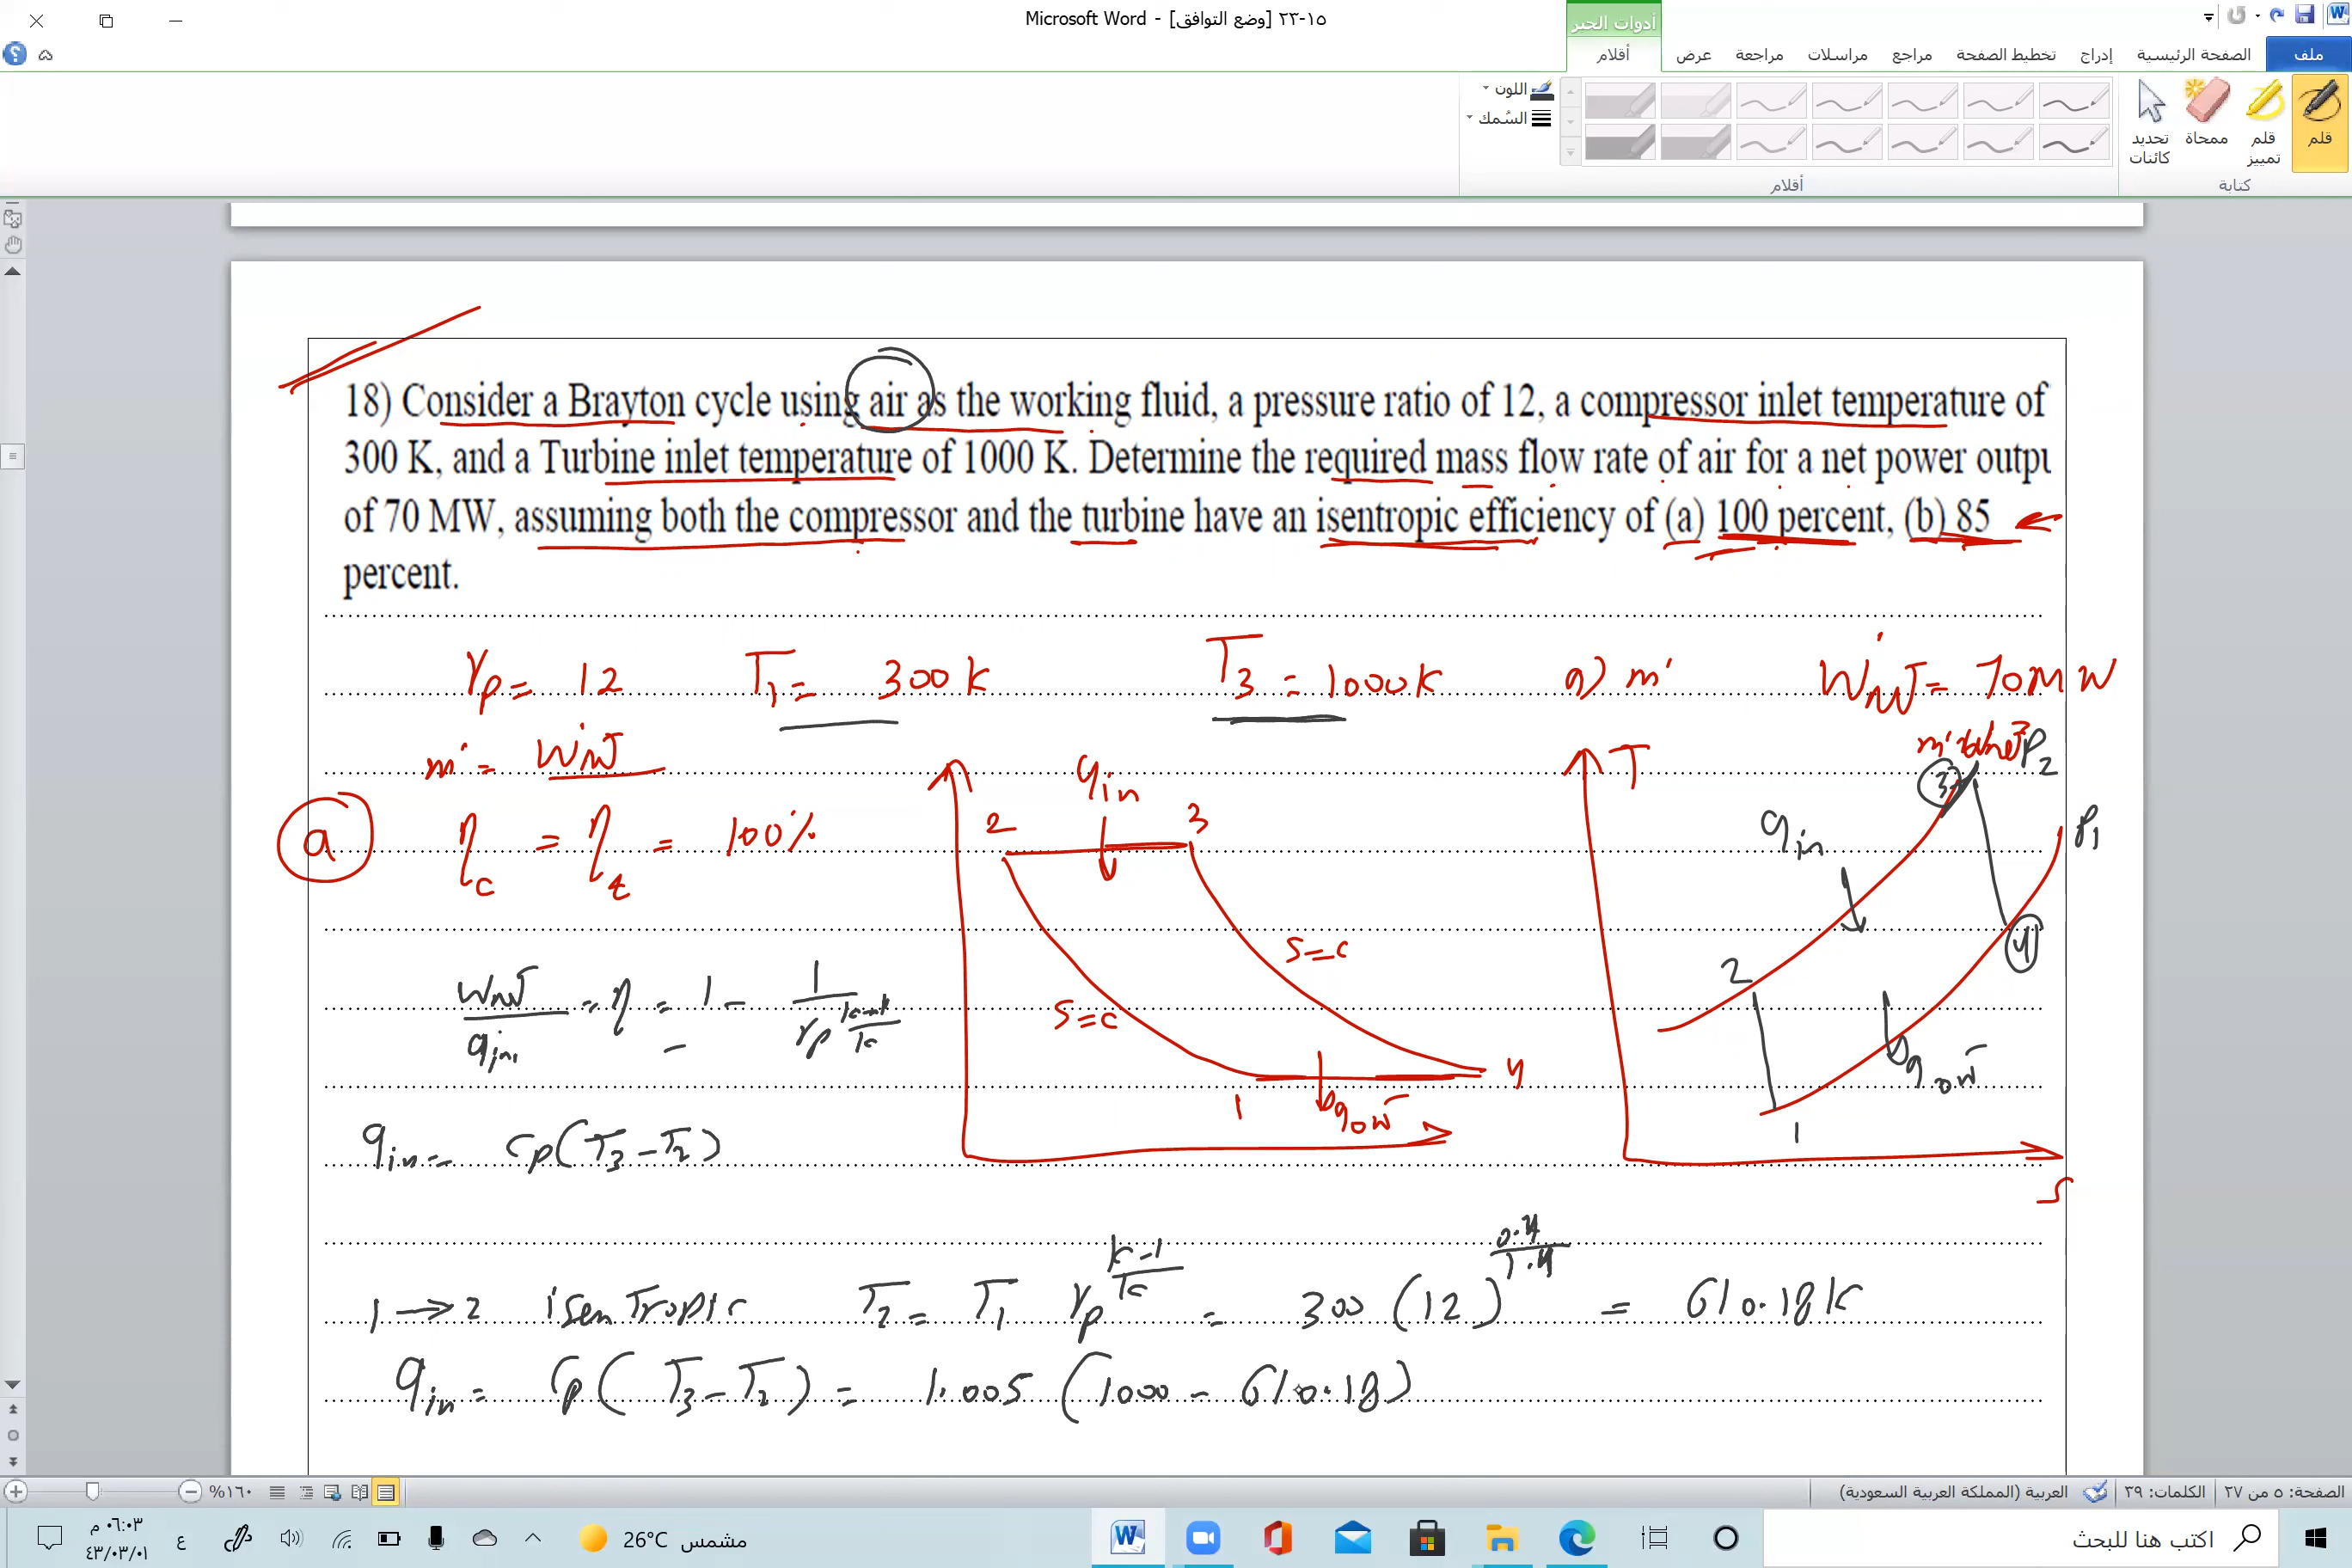 Microsoft Word - [وضع التوافق] ٢٣-١٥
أدوات الحبر
ملف
الصفحة الرئيسية
إدراج
تخطيط الصفحة
مراجع
مراسلات
مراجعة
عرض
أقلام
قلم
قلم تمييز
ممحاة
تحديد كائنات
اللون
السُمك
كتابة
أقلام
18) Consider a Brayton cycle using air as the working fluid, a pressure ratio of 12, a compressor inlet temperature of
300 K, and a Turbine inlet temperature of 1000 K. Determine the required mass flow rate of air for a net power outpu
of 70 MW, assuming both the compressor and the turbine have an isentropic efficiency of (a) 100 percent, (b) 85
percent.
rp = 12 T1 = 300 K T3 = 1000K a) m· Ẇnet = 70 MW
m· = Ẇnet
a ηc = ηt = 100%
2 qin 3
s=c
s=c
1 qout 4
T
3 P2
qin
P1
2
4
qout
1
S
wnet/qin = η = 1 - 1/rp^(k-1/k)
qin = cp(T3 - T2)
1 → 2 isentropic T2 = T1 rp^(k-1/k) = 300 (12)^(0.4/1.4) = 610.18 K
qin = cp( T3 - T2) = 1.005 (1000 - 610.18)
الصفحة: ٥ من ٢٧
الكلمات: ٣٩
العربية (المملكة العربية السعودية)
%١٦٠
اكتب هنا للبحث
26°C مشمس
ع
٠٦:٠٣ م
٤٣/٠٣/٠١